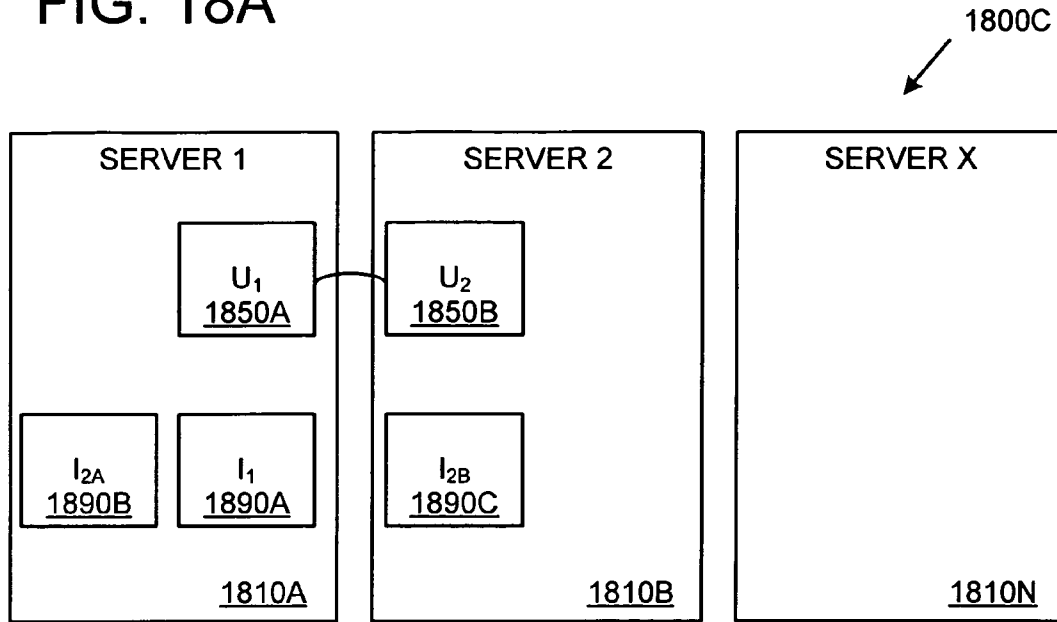 FIG. 18A
1800C
SERVER 1
SERVER 2
SERVER X
U₁
1850A
U₂
1850B
I₂A
1890B
I₁
1890A
I₂B
1890C
1810A
1810B
1810N